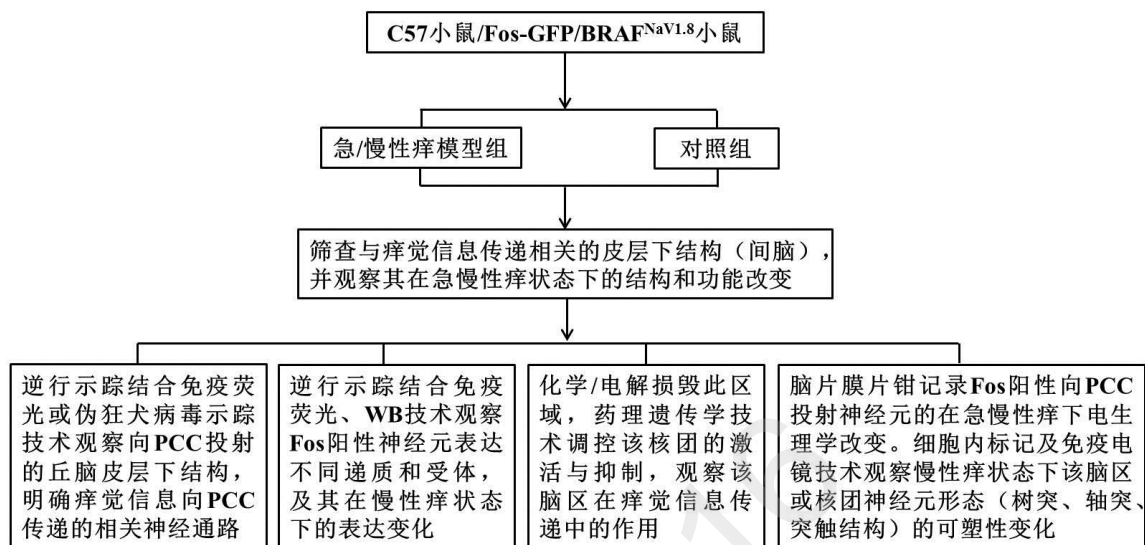 C57小鼠/Fos-GFP/BRAFNaV1.8小鼠
急/慢性痒模型组
对照组
筛查与痒觉信息传递相关的皮层下结构（间脑），
并观察其在急慢性痒状态下的结构和功能改变
逆行示踪结合免疫荧
光或伪狂犬病毒示踪
技术观察向PCC投射
的丘脑皮层下结构，
明确痒觉信息向PCC
传递的相关神经通路
逆行示踪结合免疫
荧光、WB技术观察
Fos阳性神经元表达
不同递质和受体，
及其在慢性痒状态
下的表达变化
化学/电解损毁此区
域，药理遗传学技
术调控该核团的激
活与抑制，观察该
脑区在痒觉信息传
递中的作用
脑片膜片钳记录Fos阳性向PCC
投射神经元的在急慢性痒下电生
理学改变。细胞内标记及免疫电
镜技术观察慢性痒状态下该脑区
或核团神经元形态（树突、轴突、
突触结构）的可塑性变化